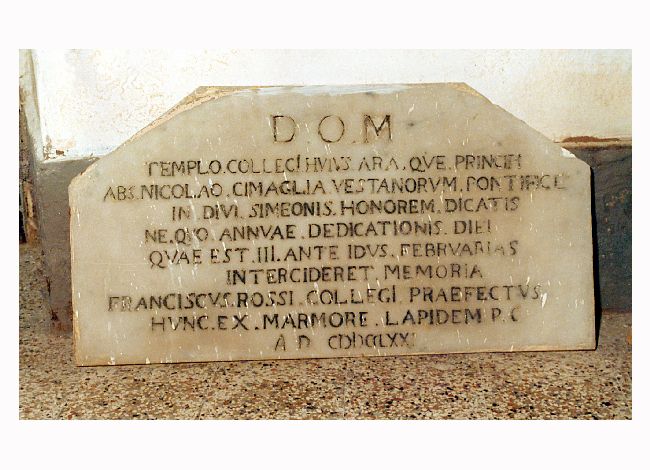 D.O.M
TEMPLO.COLLEGI HVIVS.ARA.QVE.PRINCIPI
ABS.NICOLAO.CIMAGLIA VESTANORVM.PONTIFICE
IN DIVI.SIMEONIS.HONOREM.DICATIS
NE.QVO.ANNVAE.DEDICATIONIS.DIEI
QVAE EST.III.ANTE IDVS.FEBRVARIAS
INTERCIDERET.MEMORIA
FRANCISCVS.ROSSI.COLLEGI.PRAEFECTVS
HVNC.EX.MARMORE.LAPIDEM.P.C
A D